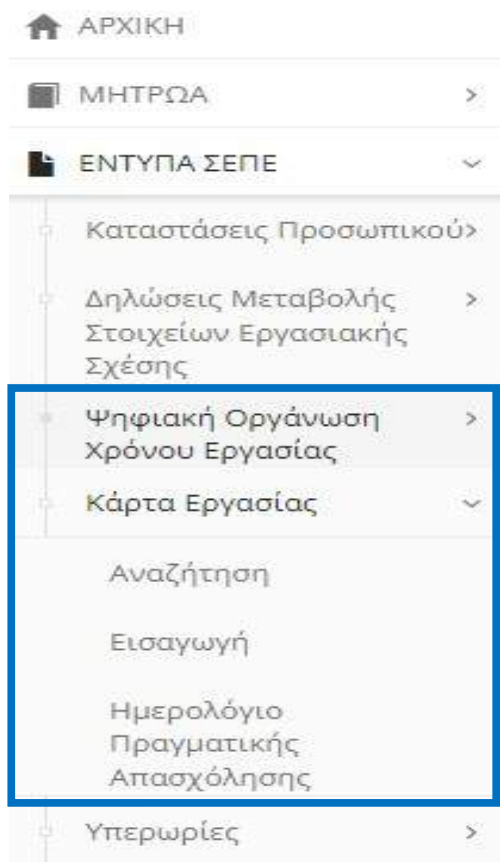 ΑΡΧΙΚΗ
ΜΗΤΡΩΑ
ΕΝΤΥΠΑ ΣΕΠΕ
Καταστάσεις Προσωπικού
Δηλώσεις Μεταβολής
Στοιχείων Εργασιακής
Σχέσης
Ψηφιακή Οργάνωση
Χρόνου Εργασίας
Κάρτα Εργασίας
Αναζήτηση
Εισαγωγή
Ημερολόγιο
Πραγματικής
Απασχόλησης
Υπερωρίες